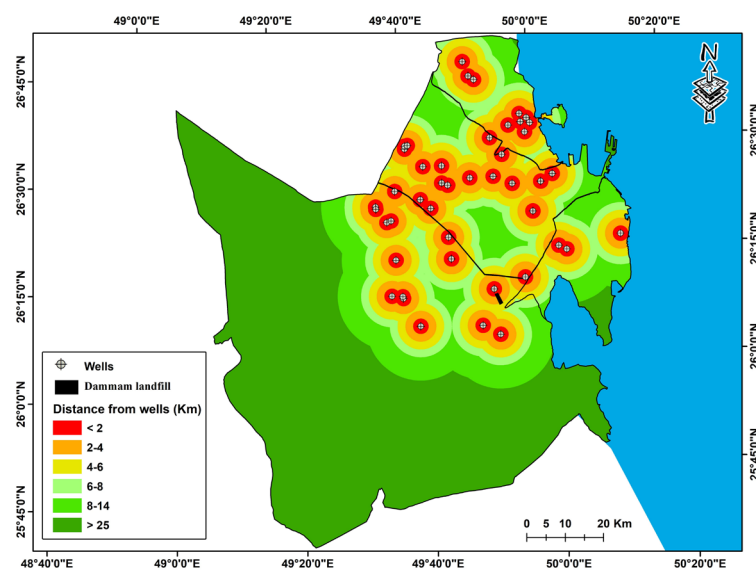 49°0'0"E 49°20'0"E 49°40'0"E 50°0'0"E 50°20'0"E
N
26°45'0"N
26°30'0"N
26°15'0"N
26°0'0"N
25°45'0"N
26°30'0"N
26°15'0"N
26°0'0"N
25°45'0"N
Wells
Dammam landfill
Distance from wells (Km)
< 2
2-4
4-6
6-8
8-14
> 25
0 5 10 20 Km
48°40'0"E 49°0'0"E 49°20'0"E 49°40'0"E 50°0'0"E 50°20'0"E